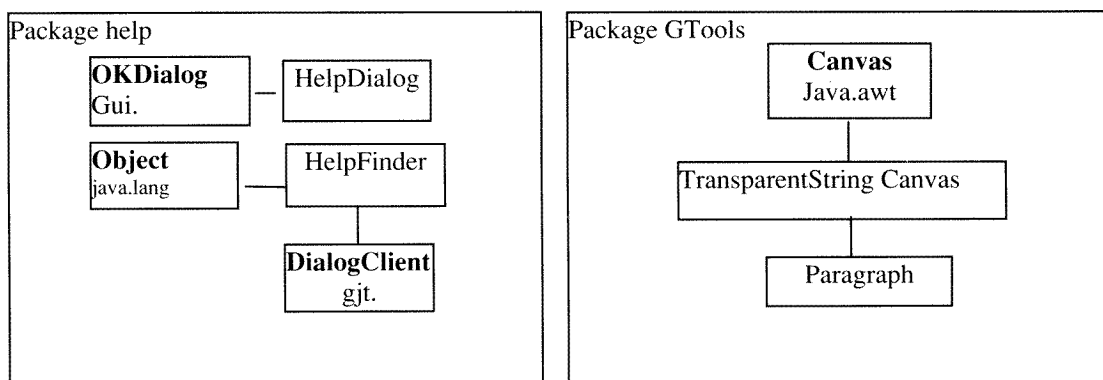 Package help
OKDialog
Gui.
HelpDialog
Object
java.lang
HelpFinder
DialogClient
gjt.
Package GTools
Canvas
Java.awt
TransparentString Canvas
Paragraph